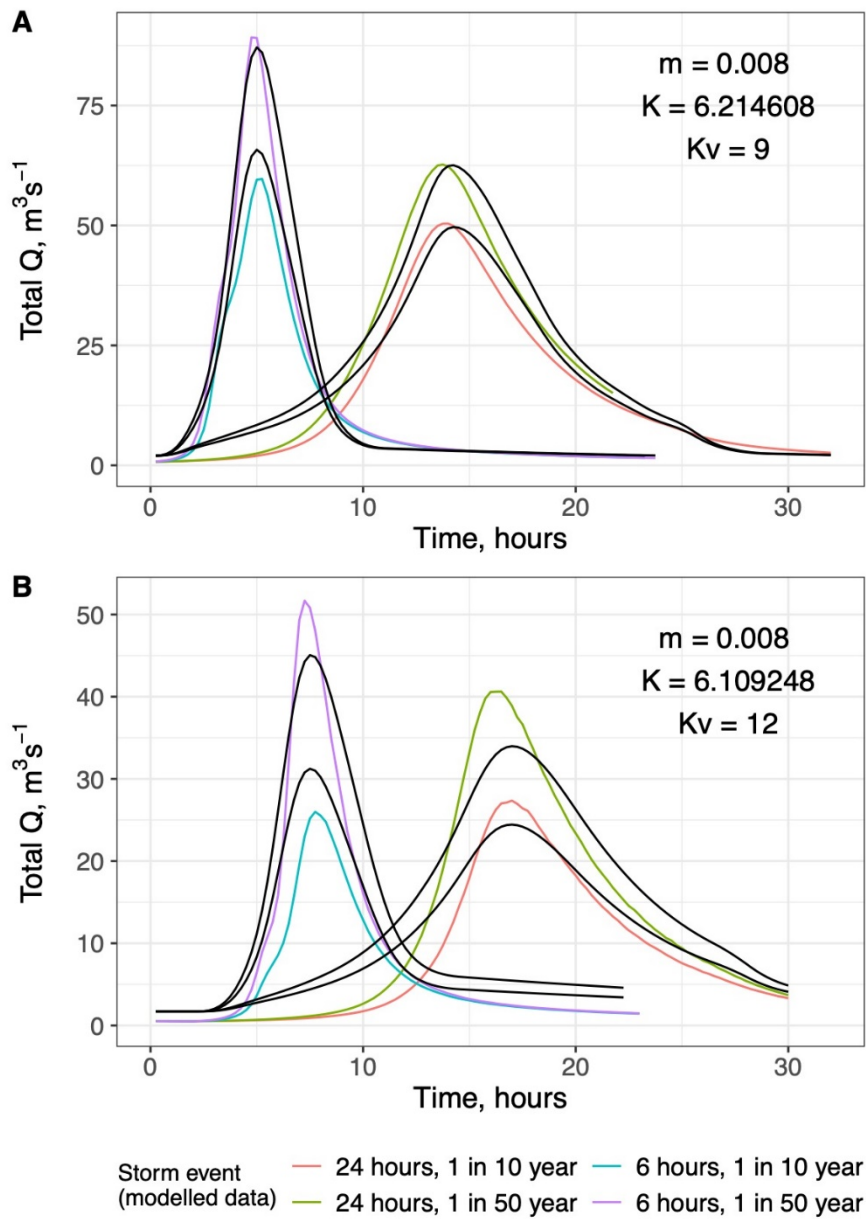 A
m = 0.008
K = 6.214608
Kv = 9
75
50
25
0
Total Q, m³s⁻¹
0 10 20 30
Time, hours
B
m = 0.008
K = 6.109248
Kv = 12
50
40
30
20
10
0
Total Q, m³s⁻¹
0 10 20 30
Time, hours
Storm event
(modelled data)
24 hours, 1 in 10 year
24 hours, 1 in 50 year
6 hours, 1 in 10 year
6 hours, 1 in 50 year